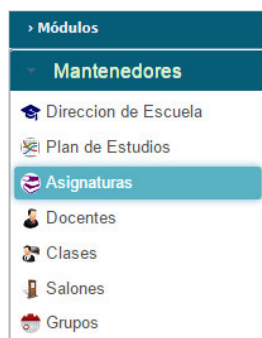 › Módulos
Mantenedores
Direccion de Escuela
Plan de Estudios
Asignaturas
Docentes
Clases
Salones
Grupos